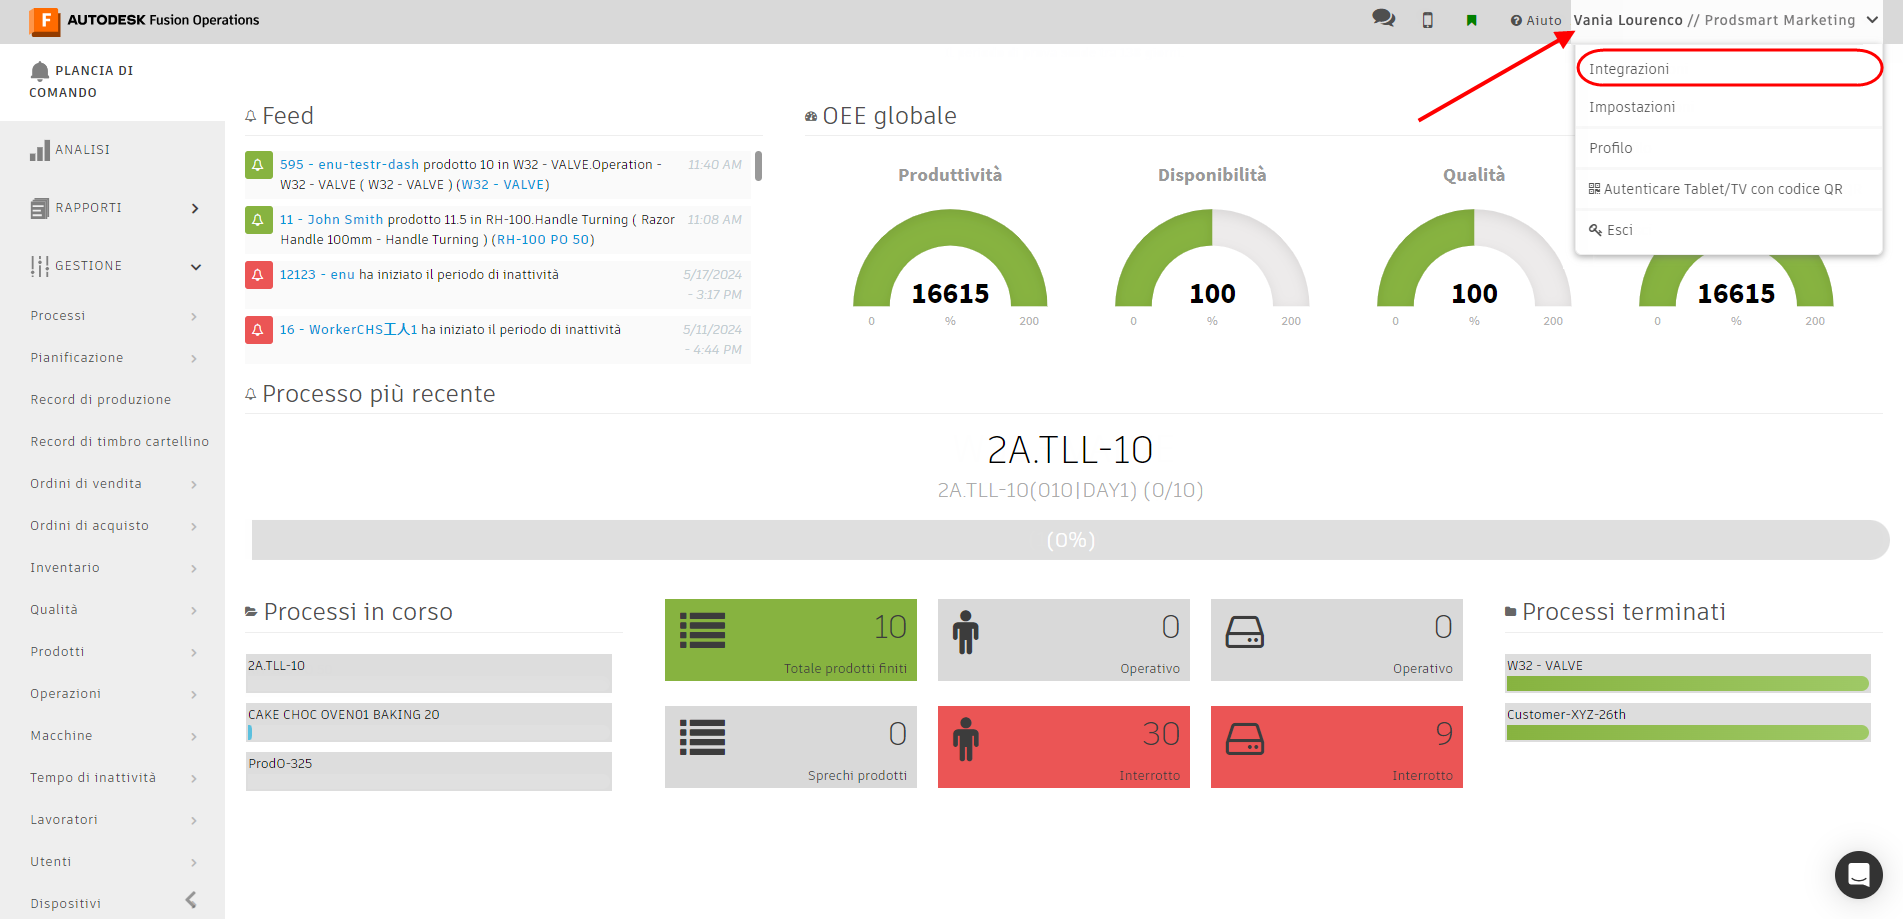 F AUTODESK Fusion Operations
Aiuto
Vania Lourenco // Prodsmart Marketing
Integrazioni
Impostazioni
Profilo
Autenticare Tablet/TV con codice QR
Esci
PLANCIA DI
COMANDO
ANALISI
RAPPORTI
GESTIONE
Processi
Pianificazione
Record di produzione
Record di timbro cartellino
Ordini di vendita
Ordini di acquisto
Inventario
Qualità
Prodotti
Operazioni
Macchine
Tempo di inattività
Lavoratori
Utenti
Dispositivi
Feed
595 - enu-testr-dash prodotto 10 in W32 - VALVE.Operation - 11:40 AM
W32 - VALVE ( W32 - VALVE ) (W32 - VALVE)
11 - John Smith prodotto 11.5 in RH-100.Handle Turning ( Razor 11:08 AM
Handle 100mm - Handle Turning ) (RH-100 PO 50)
12123 - enu ha iniziato il periodo di inattività 5/17/2024
- 3:17 PM
16 - WorkerCHS工人1 ha iniziato il periodo di inattività 5/11/2024
- 4:44 PM
OEE globale
Produttività
16615
0 % 200
Disponibilità
100
0 % 200
Qualità
100
0 % 200
16615
0 % 200
Processo più recente
2A.TLL-10
2A.TLL-10(010|DAY1) (0/10)
(0%)
Processi in corso
2A.TLL-10
CAKE CHOC OVEN01 BAKING 20
ProdO-325
10
Totale prodotti finiti
0
Operativo
0
Operativo
0
Sprechi prodotti
30
Interrotto
9
Interrotto
Processi terminati
W32 - VALVE
Customer-XYZ-26th